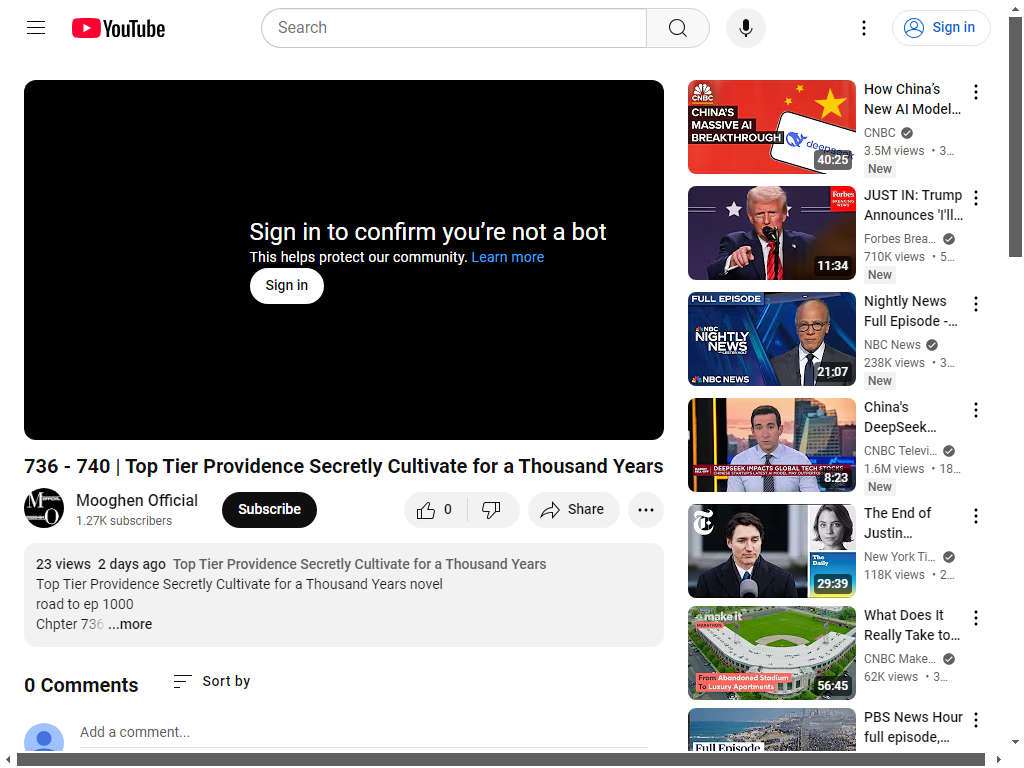 YouTube
Search
Sign in
Sign in to confirm you’re not a bot
This helps protect our community. Learn more
Sign in
736 - 740 | Top Tier Providence Secretly Cultivate for a Thousand Years
Mooghen Official
1.27K subscribers
Subscribe
0
Share
23 views 2 days ago Top Tier Providence Secretly Cultivate for a Thousand Years
Top Tier Providence Secretly Cultivate for a Thousand Years novel
road to ep 1000
Chpter 736 ...more
0 Comments
Sort by
Add a comment...
CNBC
CHINA'S
MASSIVE AI
BREAKTHROUGH
deepseek
40:25
How China’s
New AI Model...
CNBC
3.5M views • 3...
New
Forbes
BREAKING
NEWS
11:34
JUST IN: Trump
Announces 'I'll...
Forbes Brea...
710K views • 5...
New
FULL EPISODE
NBC
NIGHTLY
NEWS
NBC NEWS
21:07
Nightly News
Full Episode -...
NBC News
238K views • 3...
New
DEEPSEEK IMPACTS GLOBAL TECH STOCKS
8:23
China's
DeepSeek...
CNBC Televi...
1.6M views • 18...
New
The
Daily
29:39
The End of
Justin...
New York Ti...
118K views • 2...
make it
MARATHON
From Abandoned Stadium
To Luxury Apartments
56:45
What Does It
Really Take to...
CNBC Make...
62K views • 3...
Full Episode
PBS News Hour
full episode,...